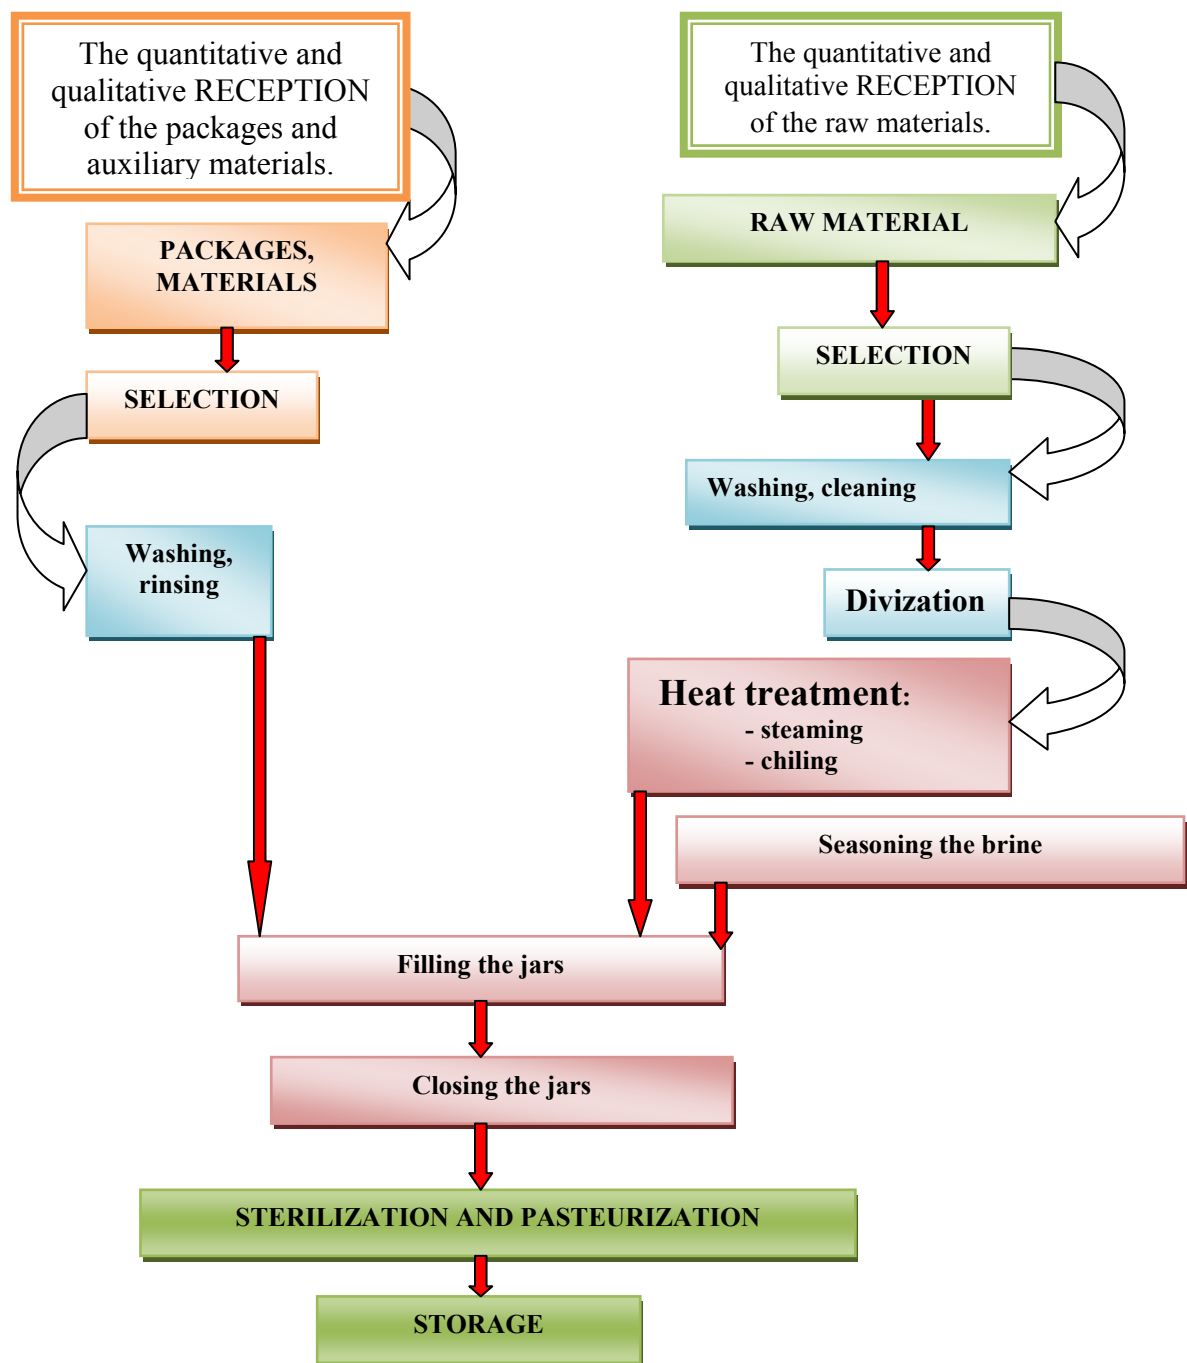 The quantitative and
qualitative RECEPTION
of the packages and
auxiliary materials.
The quantitative and
qualitative RECEPTION
of the raw materials.
PACKAGES,
MATERIALS
RAW MATERIAL
SELECTION
SELECTION
Washing, cleaning
Washing,
rinsing
Divization
Heat treatment:
- steaming
- chiling
Seasoning the brine
Filling the jars
Closing the jars
STERILIZATION AND PASTEURIZATION
STORAGE